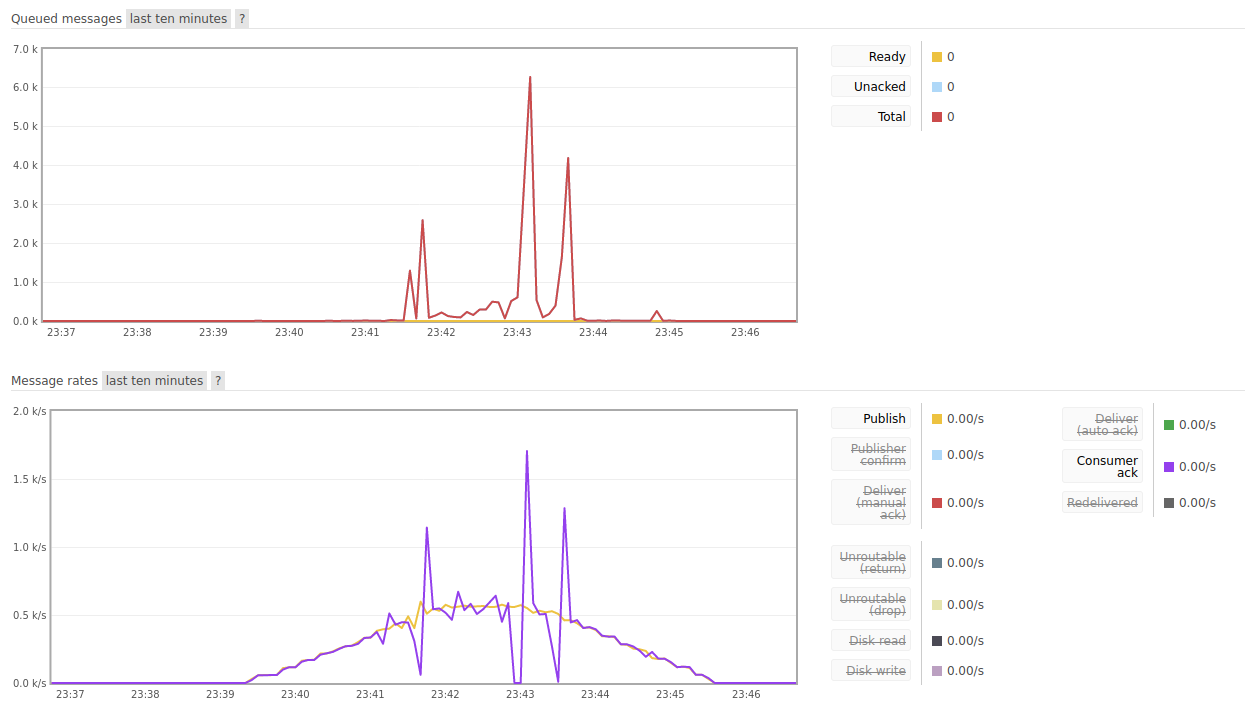 Queued messages last ten minutes ?
7.0 k
6.0 k
5.0 k
4.0 k
3.0 k
2.0 k
1.0 k
0.0 k
23:37 23:38 23:39 23:40 23:41 23:42 23:43 23:44 23:45 23:46
Ready 0
Unacked 0
Total 0
Message rates last ten minutes ?
2.0 k/s
1.5 k/s
1.0 k/s
0.5 k/s
0.0 k/s
23:37 23:38 23:39 23:40 23:41 23:42 23:43 23:44 23:45 23:46
Publish 0.00/s
Publisher
confirm 0.00/s
Deliver
(manual
ack) 0.00/s
Unroutable
(return) 0.00/s
Unroutable
(drop) 0.00/s
Disk read 0.00/s
Disk write 0.00/s
Deliver
(auto ack) 0.00/s
Consumer
ack 0.00/s
Redelivered 0.00/s